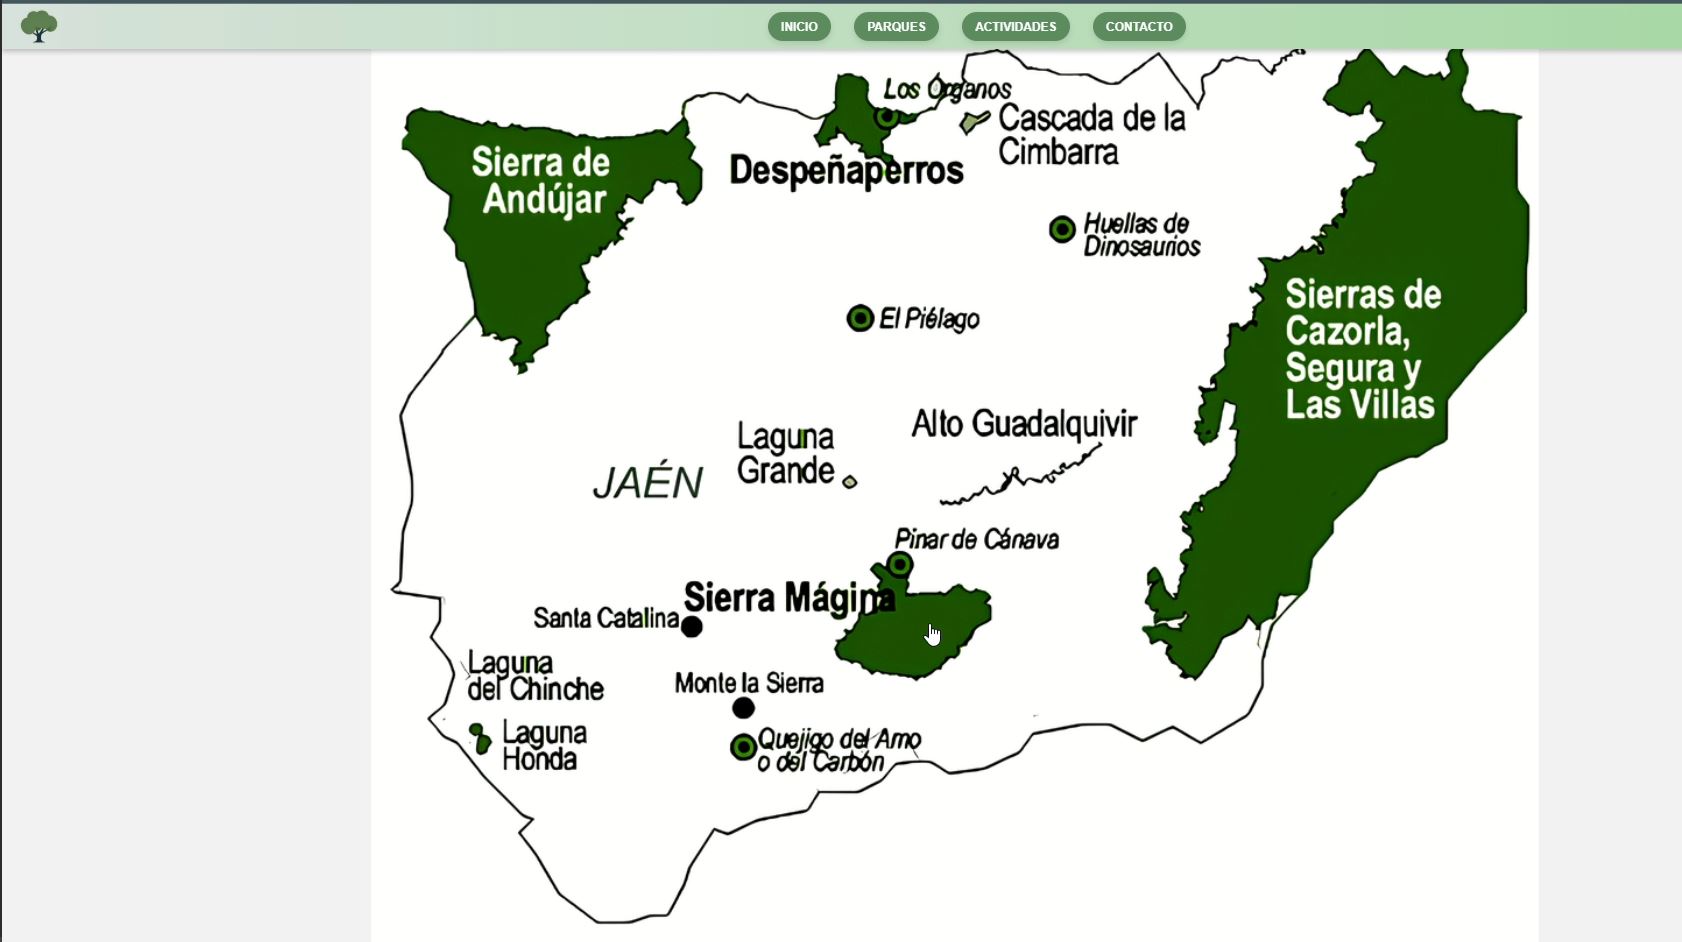 INICIO
PARQUES
ACTIVIDADES
CONTACTO
Los Órganos
Cascada de la
Cimbarra
Sierra de
Andújar
Despeñaperros
Huellas de
Dinosaurios
Sierras de
Cazorla,
Segura y
Las Villas
El Piélago
Alto Guadalquivir
Laguna
Grande
JAÉN
Pinar de Cánava
Sierra Mágina
Santa Catalina
Laguna
del Chinche
Monte la Sierra
Laguna
Honda
Quejigo del Amo
o del Carbón